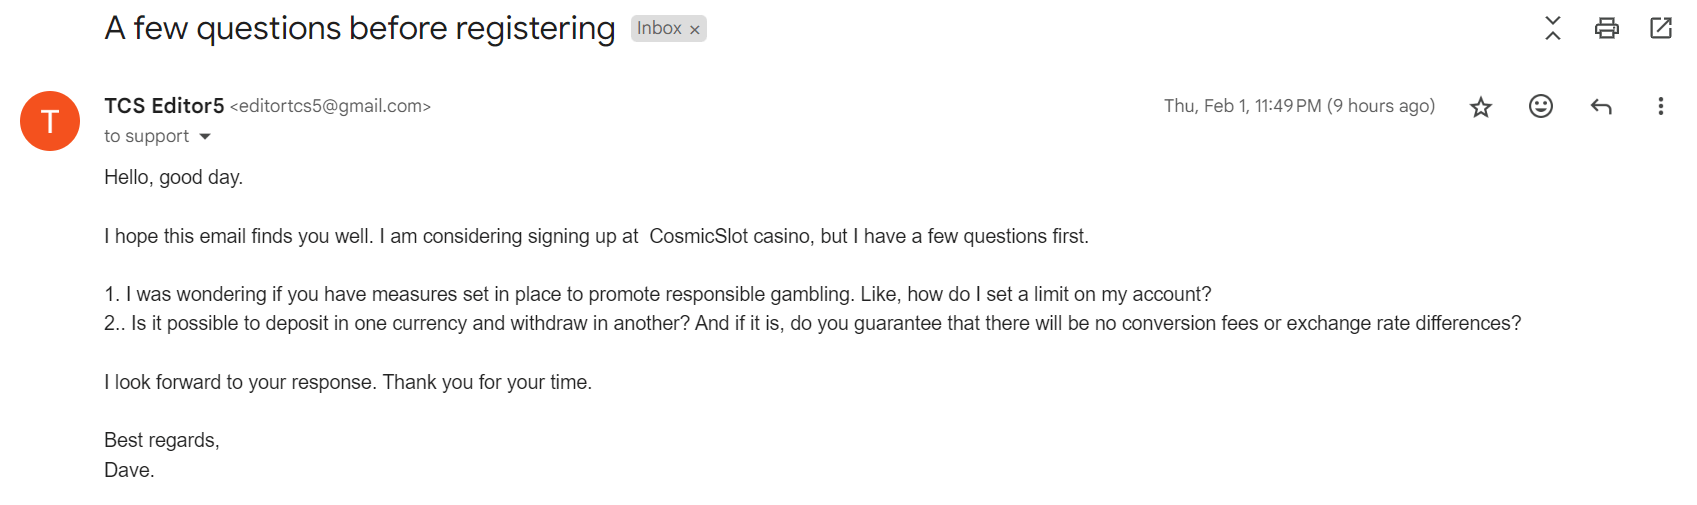 A few questions before registering Inbox ×
T
TCS Editor5 <editortcs5@gmail.com> Thu, Feb 1, 11:49 PM (9 hours ago)
to support
Hello, good day.
I hope this email finds you well. I am considering signing up at  CosmicSlot casino, but I have a few questions first.
1. I was wondering if you have measures set in place to promote responsible gambling. Like, how do I set a limit on my account?
2.. Is it possible to deposit in one currency and withdraw in another? And if it is, do you guarantee that there will be no conversion fees or exchange rate differences?
I look forward to your response. Thank you for your time.
Best regards,
Dave.